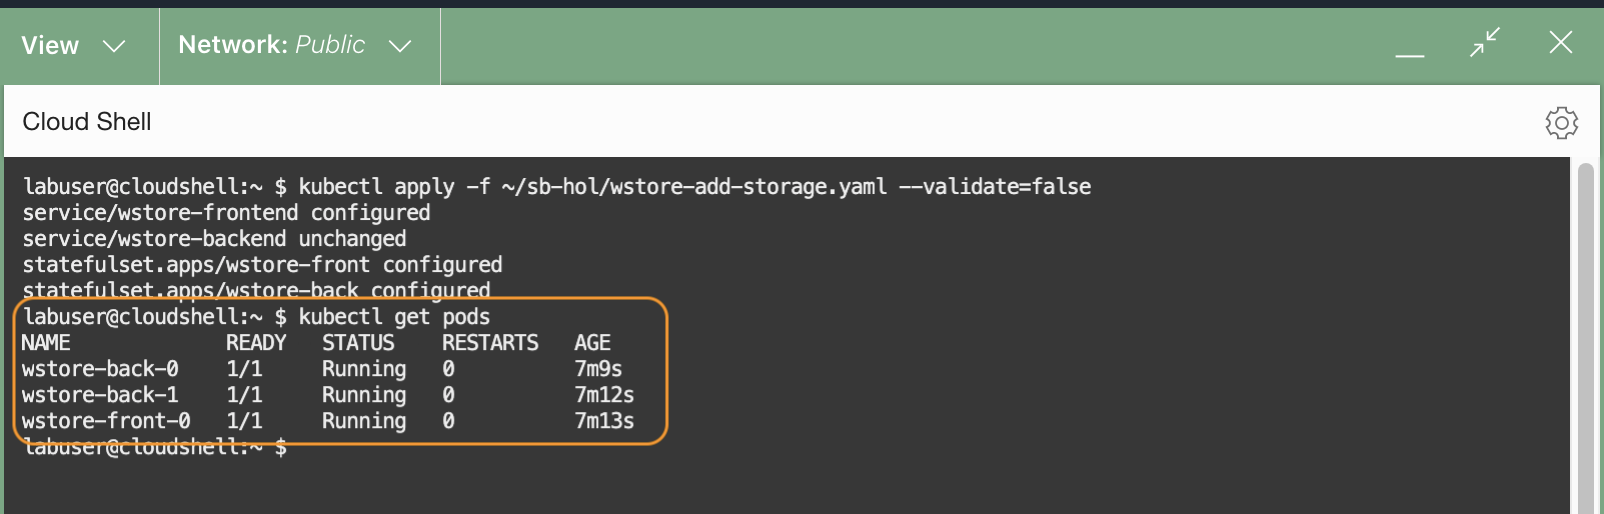 View
Network: Public
Cloud Shell
labuser@cloudshell:~ $ kubectl apply -f ~/sb-hol/wstore-add-storage.yaml --validate=false
service/wstore-frontend configured
service/wstore-backend unchanged
statefulset.apps/wstore-front configured
statefulset.apps/wstore-back configured
labuser@cloudshell:~ $ kubectl get pods
NAME READY STATUS RESTARTS AGE
wstore-back-0 1/1 Running 0 7m9s
wstore-back-1 1/1 Running 0 7m12s
wstore-front-0 1/1 Running 0 7m13s
labuser@cloudshell:~ $